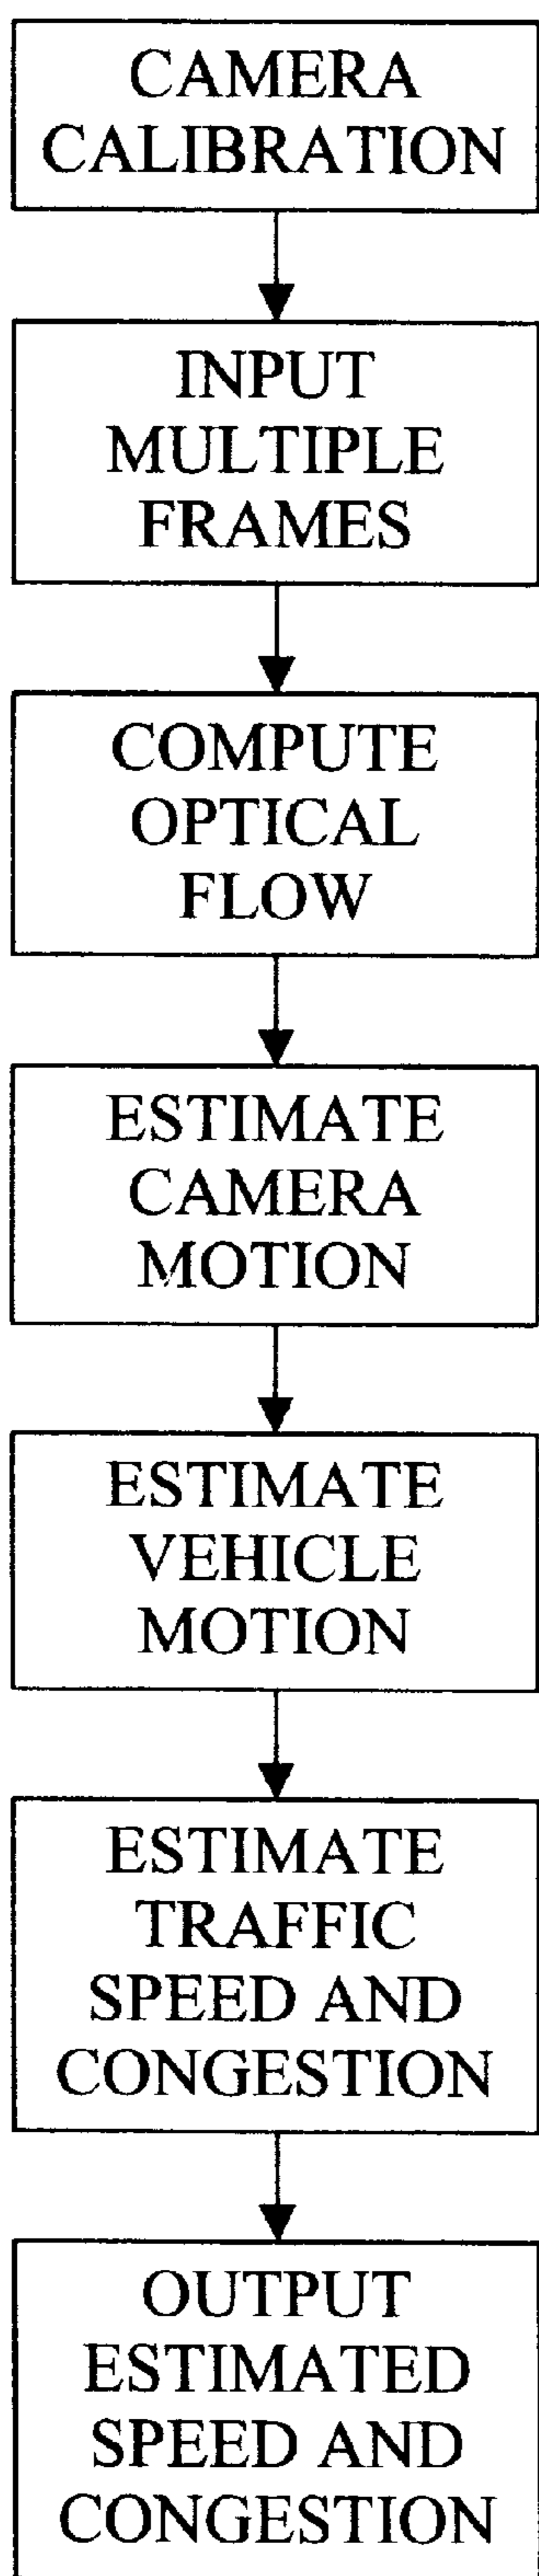 CAMERA
CALIBRATION
INPUT
MULTIPLE
FRAMES
COMPUTE
OPTICAL
FLOW
ESTIMATE
CAMERA
MOTION
ESTIMATE
VEHICLE
MOTION
ESTIMATE
TRAFFIC
SPEED AND
CONGESTION
OUTPUT
ESTIMATED
SPEED AND
CONGESTION